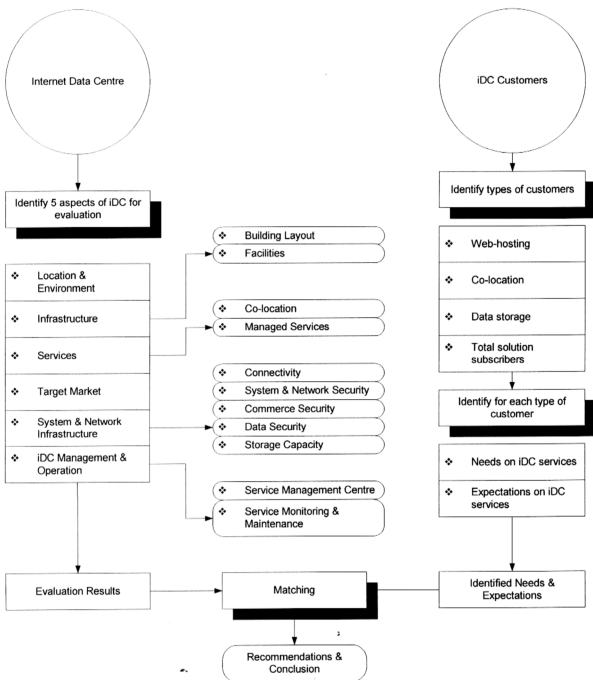 Internet Data Centre
Identify 5 aspects of iDC for
evaluation
Location &
Environment
Infrastructure
Services
Target Market
System & Network
Infrastructure
iDC Management &
Operation
Building Layout
Facilities
Co-location
Managed Services
Connectivity
System & Network Security
Commerce Security
Data Security
Storage Capacity
Service Management Centre
Service Monitoring &
Maintenance
iDC Customers
Identify types of customers
Web-hosting
Co-location
Data storage
Total solution
subscribers
Identify for each type of
customer
Needs on iDC services
Expectations on iDC
services
Evaluation Results
Matching
Identified Needs &
Expectations
Recommendations &
Conclusion